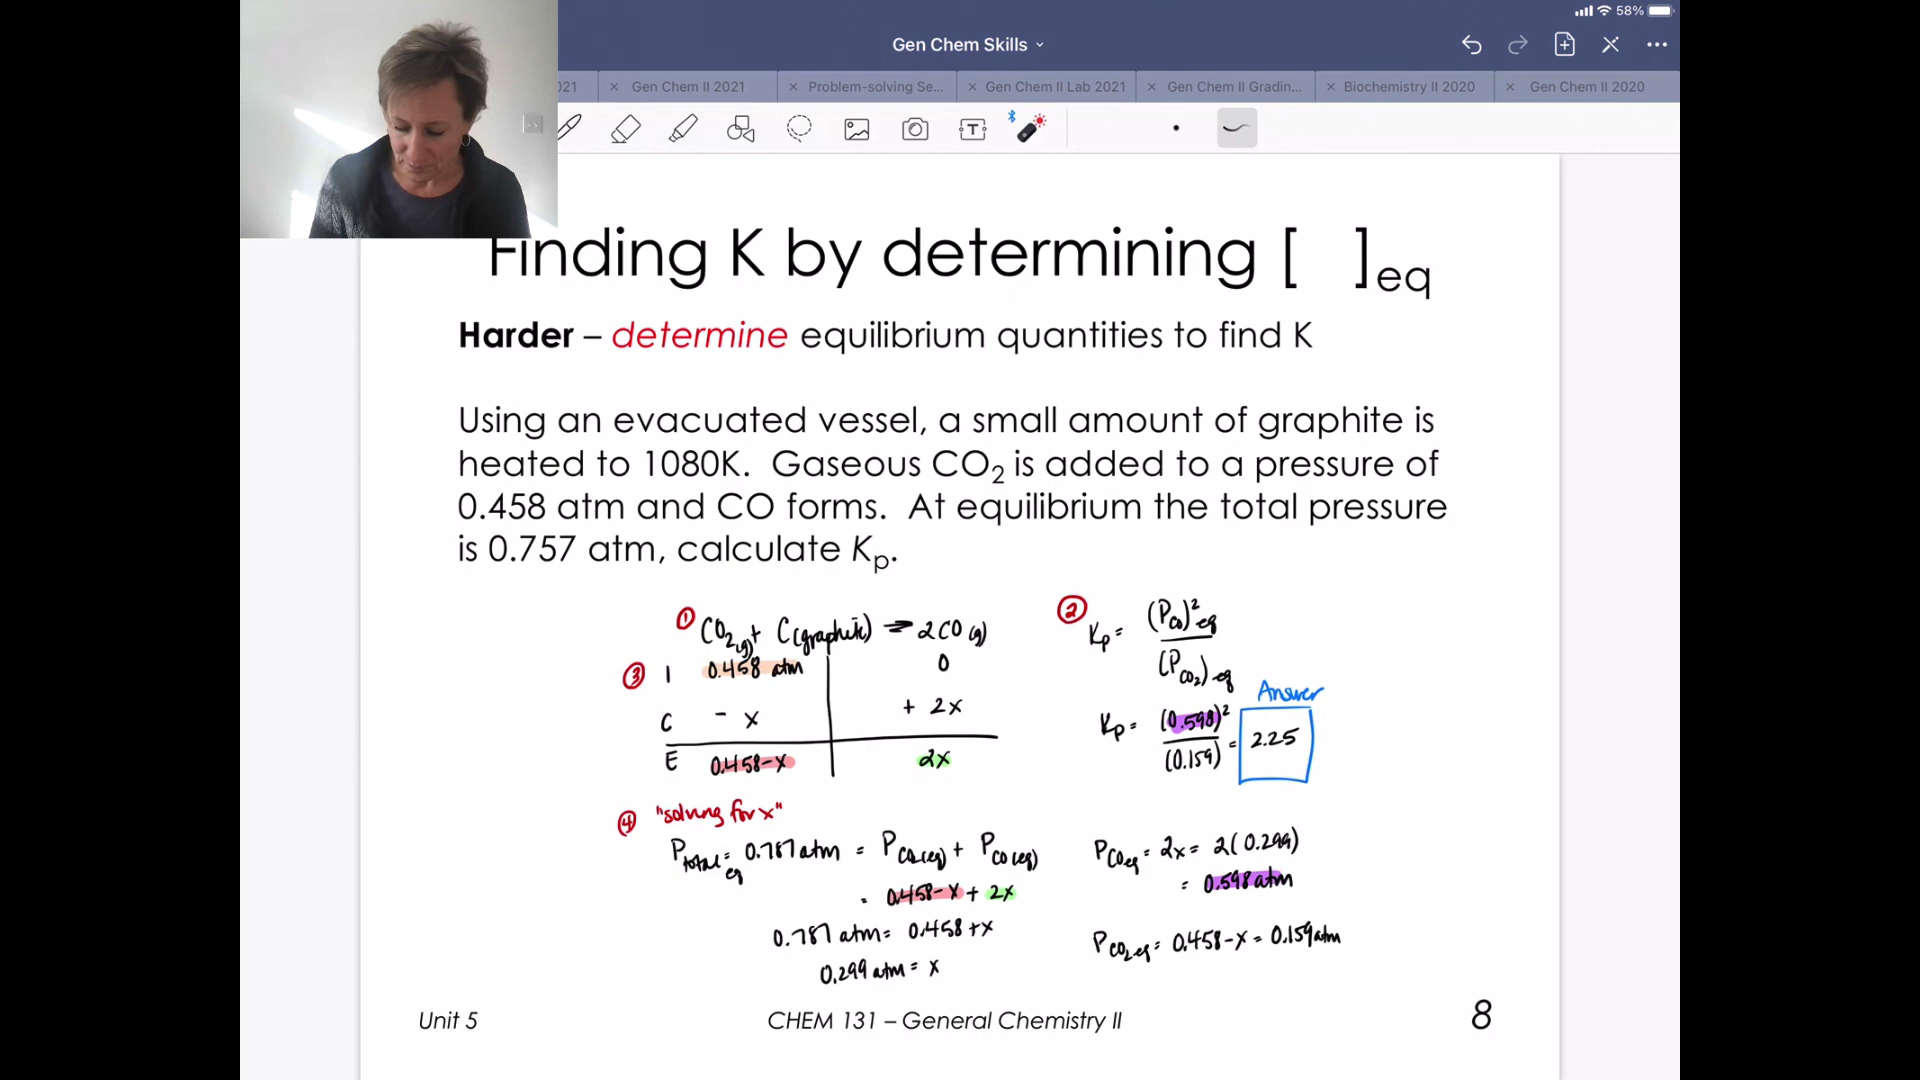 58%
Gen Chem Skills
021
× Gen Chem II 2021
× Problem-solving Se...
× Gen Chem II Lab 2021
× Gen Chem II Gradin...
× Biochemistry II 2020
× Gen Chem II 2020
T
Finding K by determining [ ]eq
Harder – determine equilibrium quantities to find K
Using an evacuated vessel, a small amount of graphite is
heated to 1080K. Gaseous CO₂ is added to a pressure of
0.458 atm and CO forms. At equilibrium the total pressure
is 0.757 atm, calculate Kp.
① CO₂(g) + C(graphite) ⇌ 2CO(g)
③ I 0.458 atm 0
C - x + 2x
E 0.458-x 2x
② Kp = (PCO)²eq / (PCO₂)eq
Kp = (0.598)² / (0.159) = 2.25
Answer
④ "solving for x"
Ptotal eq = 0.787 atm = PCO₂(eq) + PCO(eq)
= 0.458-x + 2x
0.787 atm = 0.458+x
0.299 atm = x
PCOeq = 2x = 2(0.299)
= 0.598 atm
PCO₂eq = 0.458-x = 0.159 atm
Unit 5
CHEM 131 – General Chemistry II
8